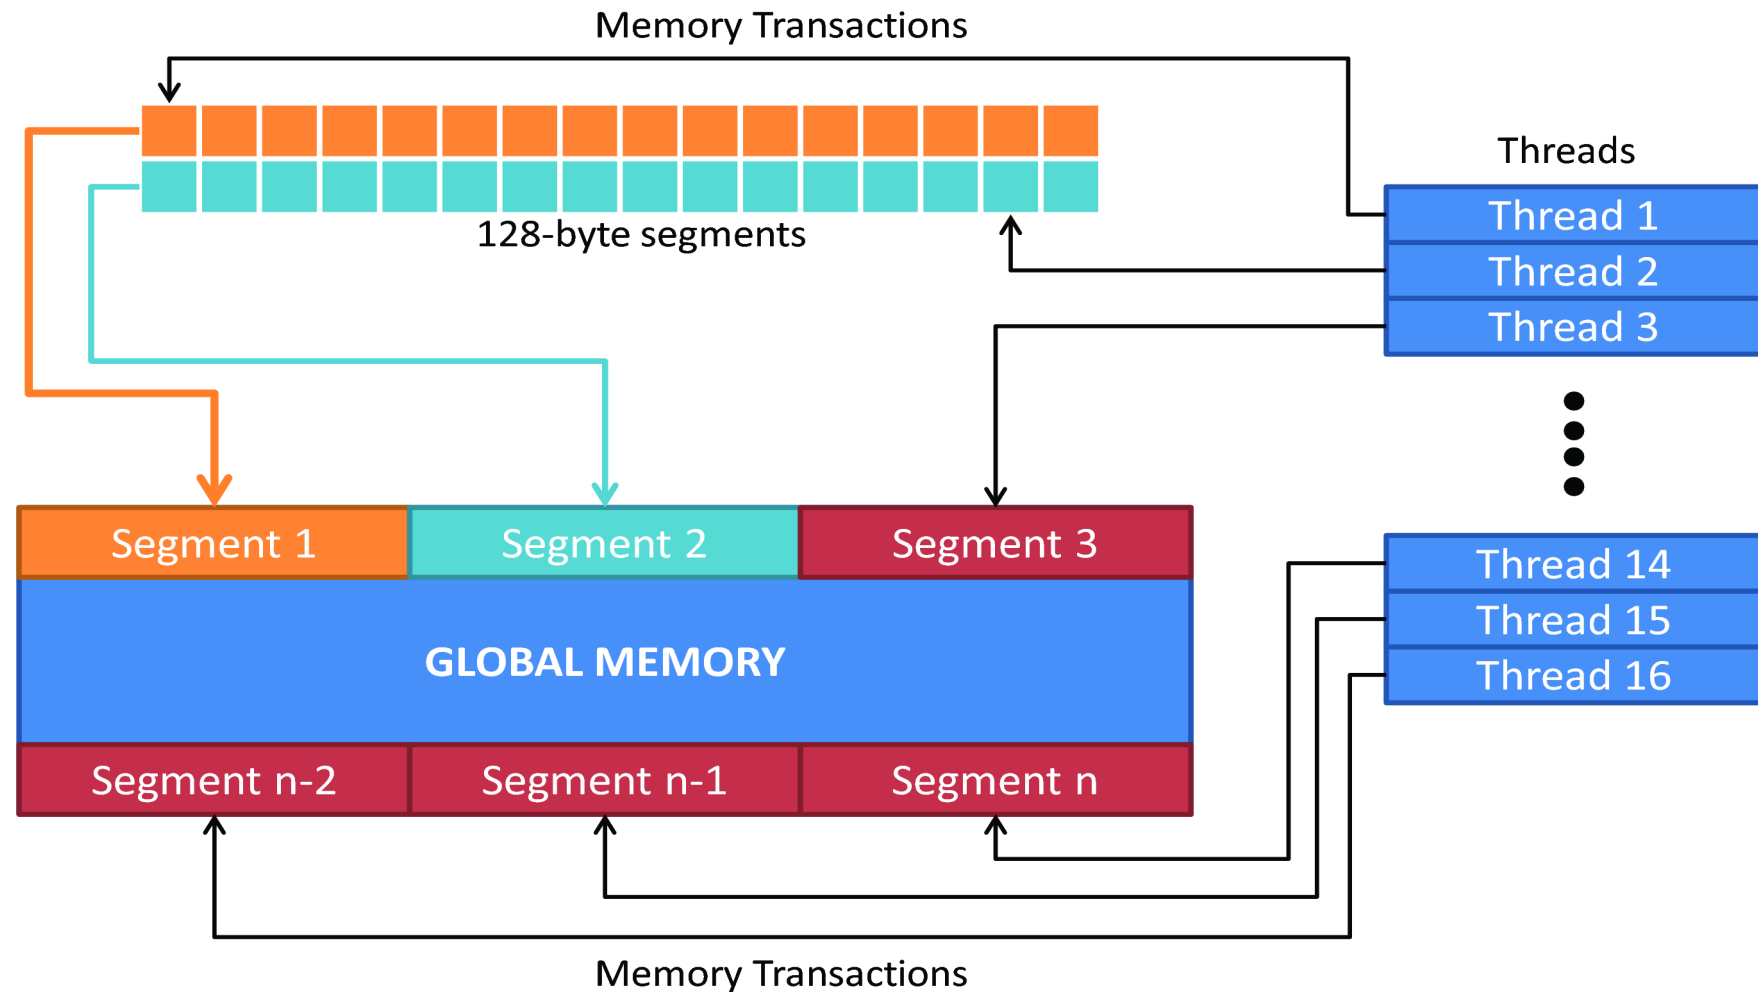 Memory Transactions
128-byte segments
Threads
Thread 1
Thread 2
Thread 3
Segment 1
Segment 2
Segment 3
GLOBAL MEMORY
Segment n-2
Segment n-1
Segment n
Thread 14
Thread 15
Thread 16
Memory Transactions